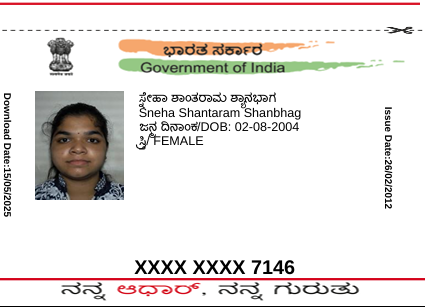 ಭಾರತ ಸರ್ಕಾರ
Government of India
Download Date:15/05/2025
ಸ್ನೇಹಾ ಶಾಂತರಾಮ ಶ್ಯಾನಭಾಗ
Sneha Shantaram Shanbhag
ಜನ್ಮ ದಿನಾಂಕ/DOB: 02-08-2004
ಸ್ತ್ರೀ/ FEMALE
Issue Date:26/02/2012
XXXX XXXX 7146
ನನ್ನ ಆಧಾರ್, ನನ್ನ ಗುರುತು